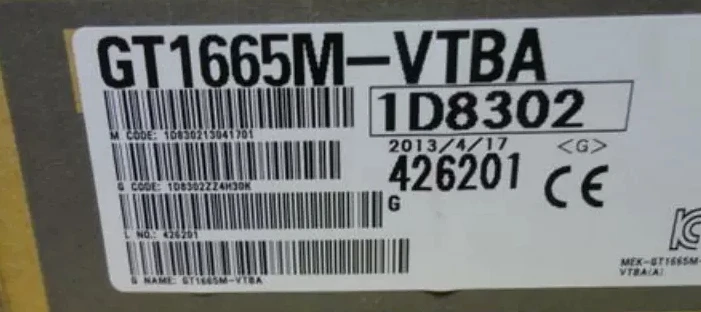 GT1665M-VTBA
1D8302
M CODE: 1D830213041701
2013/4/17 <G>
426201
G CODE: 1D8302ZZ4H30K
G
CE
L NO.: 426201
G NAME: GT1665M-VTBA
MEK-GT1665M-
VTBA(A)